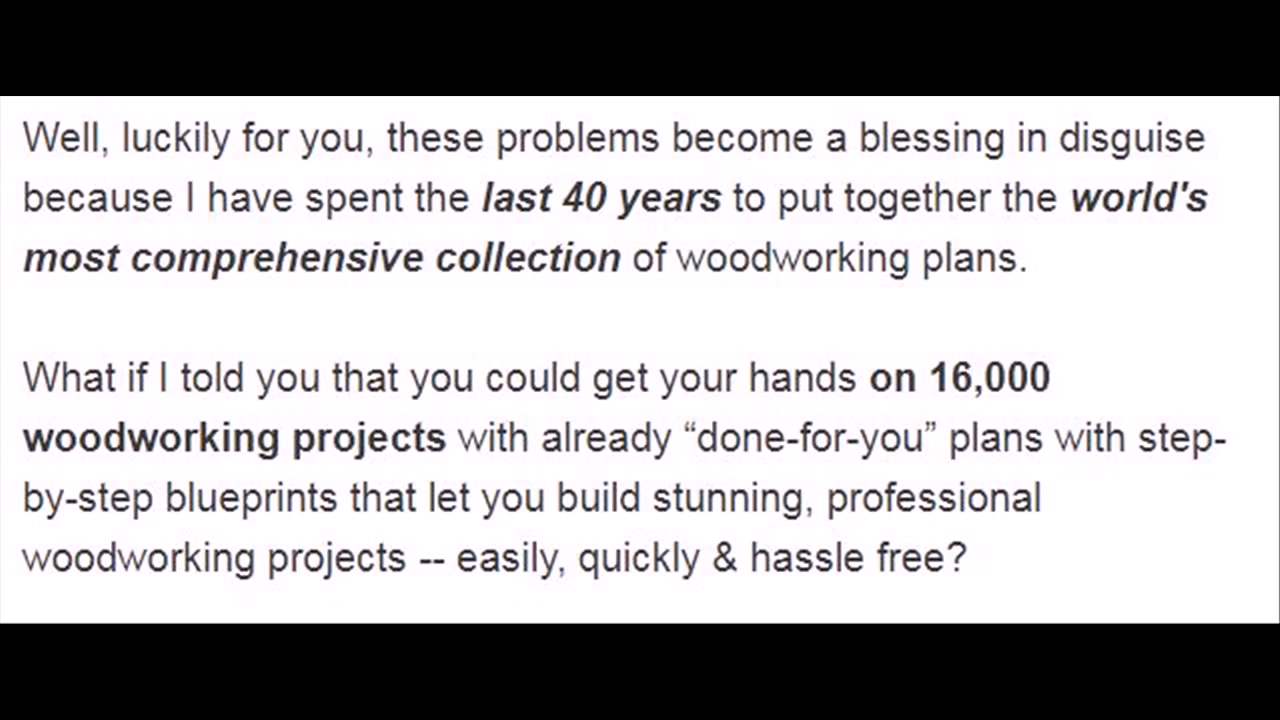 Well, luckily for you, these problems become a blessing in disguise
because I have spent the last 40 years to put together the world's
most comprehensive collection of woodworking plans.
What if I told you that you could get your hands on 16,000
woodworking projects with already “done-for-you” plans with step-
by-step blueprints that let you build stunning, professional
woodworking projects -- easily, quickly & hassle free?